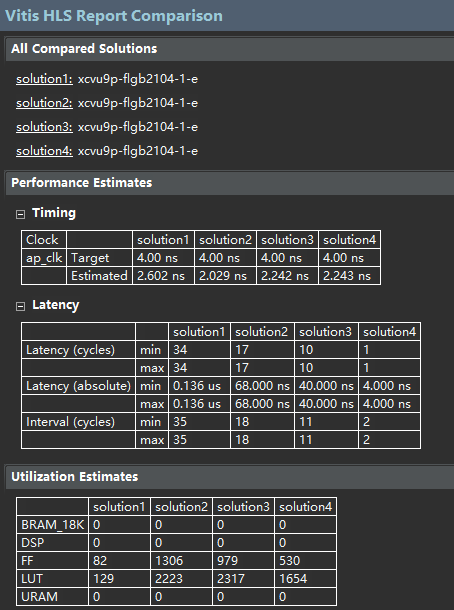 Vitis HLS Report Comparison
All Compared Solutions
solution1: xcvu9p-flgb2104-1-e
solution2: xcvu9p-flgb2104-1-e
solution3: xcvu9p-flgb2104-1-e
solution4: xcvu9p-flgb2104-1-e
Performance Estimates
Timing
Clock solution1 solution2 solution3 solution4
ap_clk Target 4.00 ns 4.00 ns 4.00 ns 4.00 ns
Estimated 2.602 ns 2.029 ns 2.242 ns 2.243 ns
Latency
solution1 solution2 solution3 solution4
Latency (cycles) min 34 17 10 1
max 34 17 10 1
Latency (absolute) min 0.136 us 68.000 ns 40.000 ns 4.000 ns
max 0.136 us 68.000 ns 40.000 ns 4.000 ns
Interval (cycles) min 35 18 11 2
max 35 18 11 2
Utilization Estimates
solution1 solution2 solution3 solution4
BRAM_18K 0 0 0 0
DSP 0 0 0 0
FF 82 1306 979 530
LUT 129 2223 2317 1654
URAM 0 0 0 0